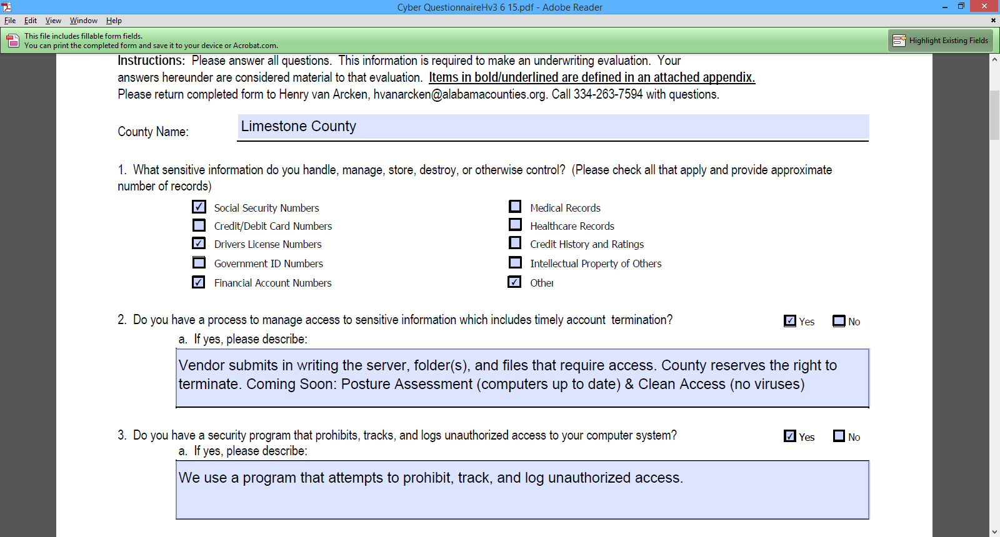 Cyber QuestionnaireHv3 6 15.pdf - Adobe Reader
File Edit View Window Help
This file includes fillable form fields.
You can print the completed form and save it to your device or Acrobat.com.
Highlight Existing Fields
Instructions: Please answer all questions. This information is required to make an underwriting evaluation. Your
answers hereunder are considered material to that evaluation. Items in bold/underlined are defined in an attached appendix.
Please return completed form to Henry van Arcken, hvanarcken@alabamacounties.org. Call 334-263-7594 with questions.
County Name: Limestone County
1. What sensitive information do you handle, manage, store, destroy, or otherwise control? (Please check all that apply and provide approximate
number of records)
Social Security Numbers
Credit/Debit Card Numbers
Drivers License Numbers
Government ID Numbers
Financial Account Numbers
Medical Records
Healthcare Records
Credit History and Ratings
Intellectual Property of Others
Other
2. Do you have a process to manage access to sensitive information which includes timely account termination? Yes No
a. If yes, please describe:
Vendor submits in writing the server, folder(s), and files that require access. County reserves the right to
terminate. Coming Soon: Posture Assessment (computers up to date) & Clean Access (no viruses)
3. Do you have a security program that prohibits, tracks, and logs unauthorized access to your computer system? Yes No
a. If yes, please describe:
We use a program that attempts to prohibit, track, and log unauthorized access.